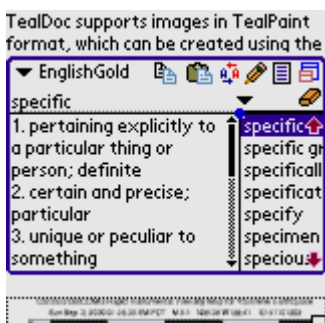 TealDoc supports images in TealPaint
format, which can be created using the
EnglishGold
specific
1. pertaining explicitly to
a particular thing or
person; definite
2. certain and precise;
particular
3. unique or peculiar to
something
specific
specific gr
specificall
specificat
specify
specimen
speciou